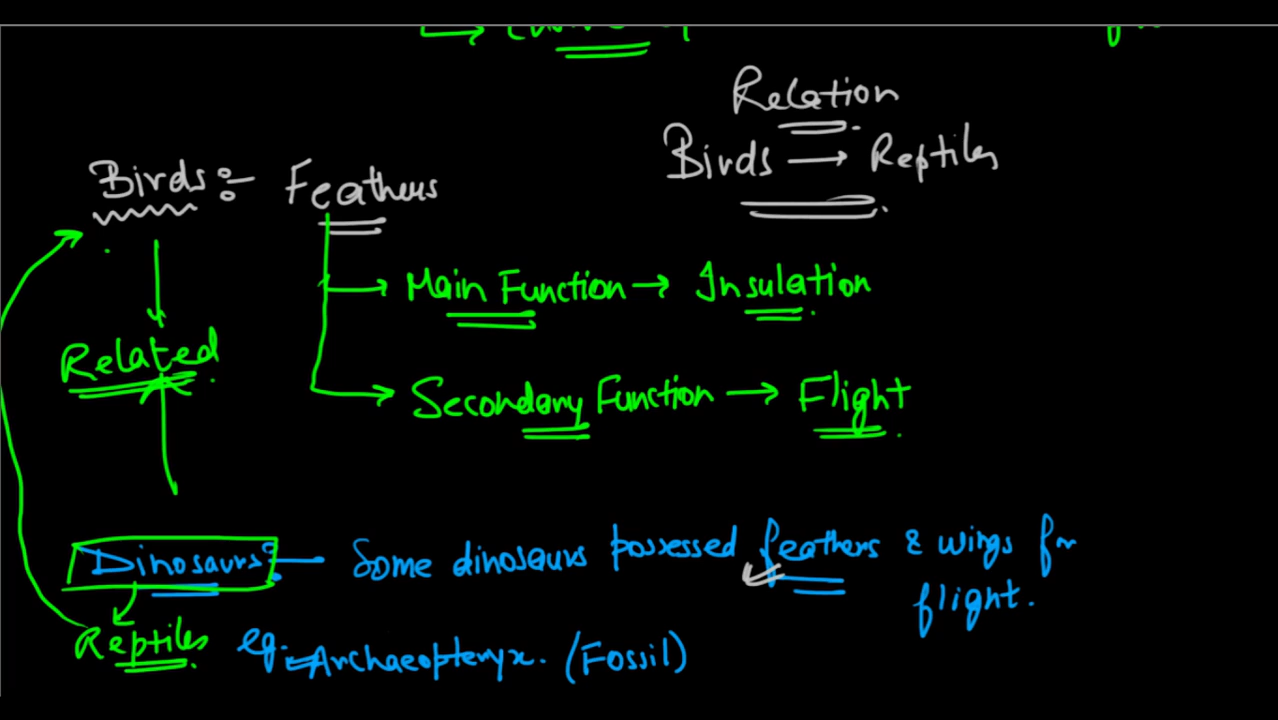 Relation
Birds → Reptiles
Birds :- Feathers
→ Main Function → Insulation
Related
→ Secondary Function → Flight
Dinosaurs :- Some dinosaurs possessed feathers & wings for
flight.
Reptiles eg. Archaeopteryx. (Fossil)